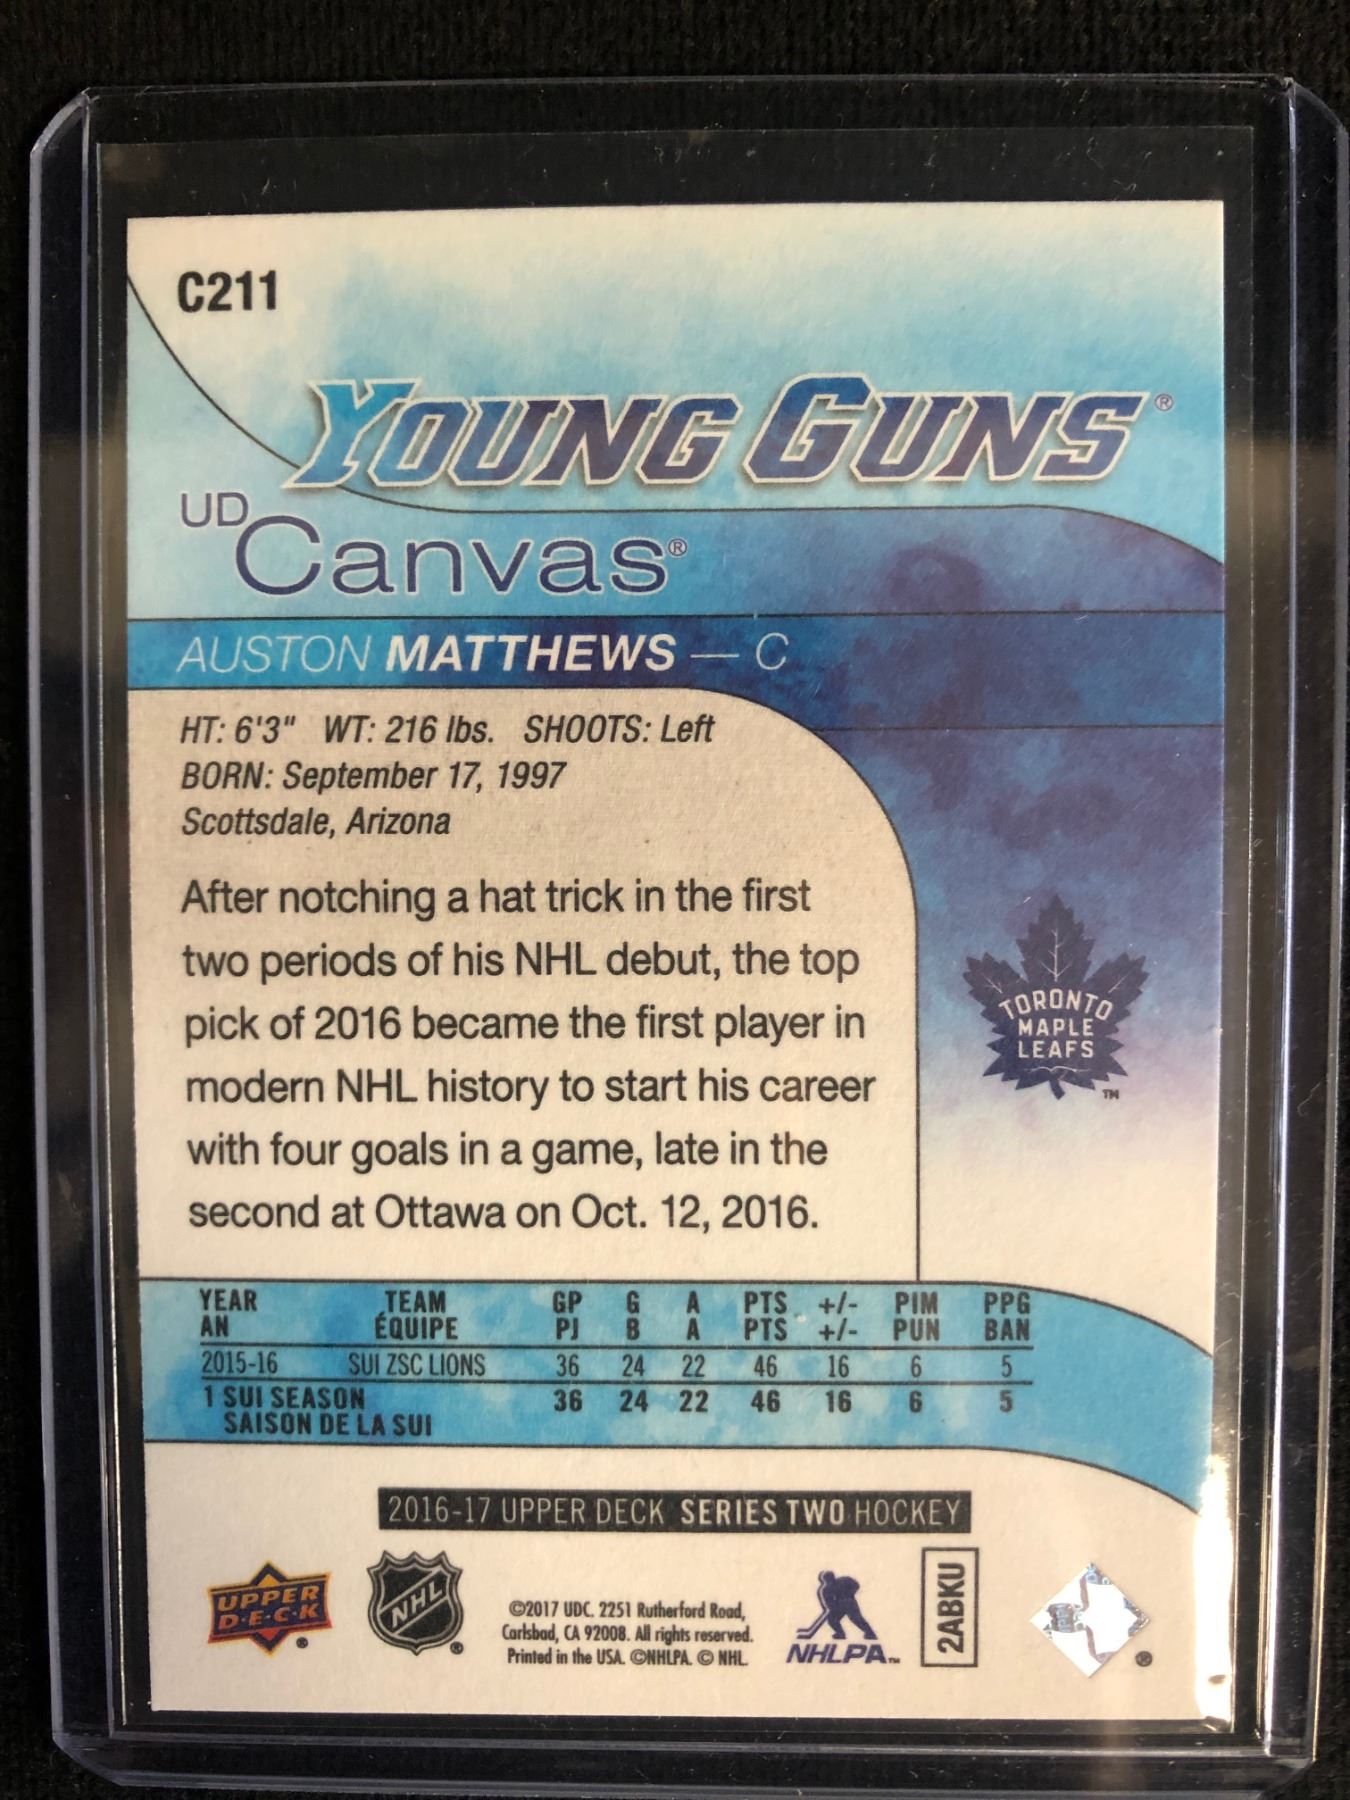 C211
YOUNG GUNS®
UD Canvas®
AUSTON MATTHEWS — C
HT: 6'3" WT: 216 lbs. SHOOTS: Left
BORN: September 17, 1997
Scottsdale, Arizona
After notching a hat trick in the first
two periods of his NHL debut, the top
pick of 2016 became the first player in
modern NHL history to start his career
with four goals in a game, late in the
second at Ottawa on Oct. 12, 2016.
TORONTO
MAPLE
LEAFS
TM
YEAR TEAM GP G A PTS +/- PIM PPG
AN ÉQUIPE PJ B A PTS +/- PUN BAN
2015-16 SUI ZSC LIONS 36 24 22 46 16 6 5
1 SUI SEASON 36 24 22 46 16 6 5
SAISON DE LA SUI
2016-17 UPPER DECK SERIES TWO HOCKEY
UPPER
D·E·C·K®
NHL®
©2017 UDC. 2251 Rutherford Road,
Carlsbad, CA 92008. All rights reserved.
Printed in the USA. ©NHLPA. © NHL.
NHLPA™
2ABKU
®